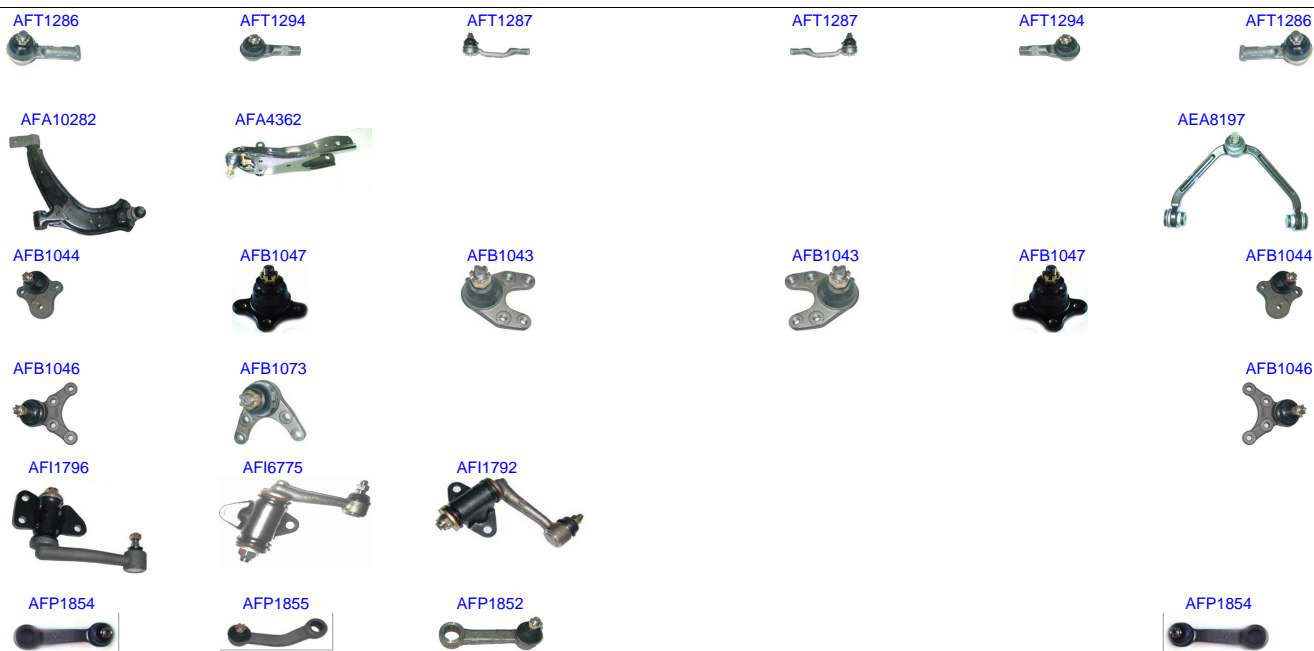 AFT1286 AFT1294 AFT1287 AFT1287 AFT1294 AFT1286
AFA10282 AFA4362 AEA8197
AFB1044 AFB1047 AFB1043 AFB1043 AFB1047 AFB1044
AFB1046 AFB1073 AFB1046
AFI1796 AFI6775 AFI1792
AFP1854 AFP1855 AFP1852 AFP1854